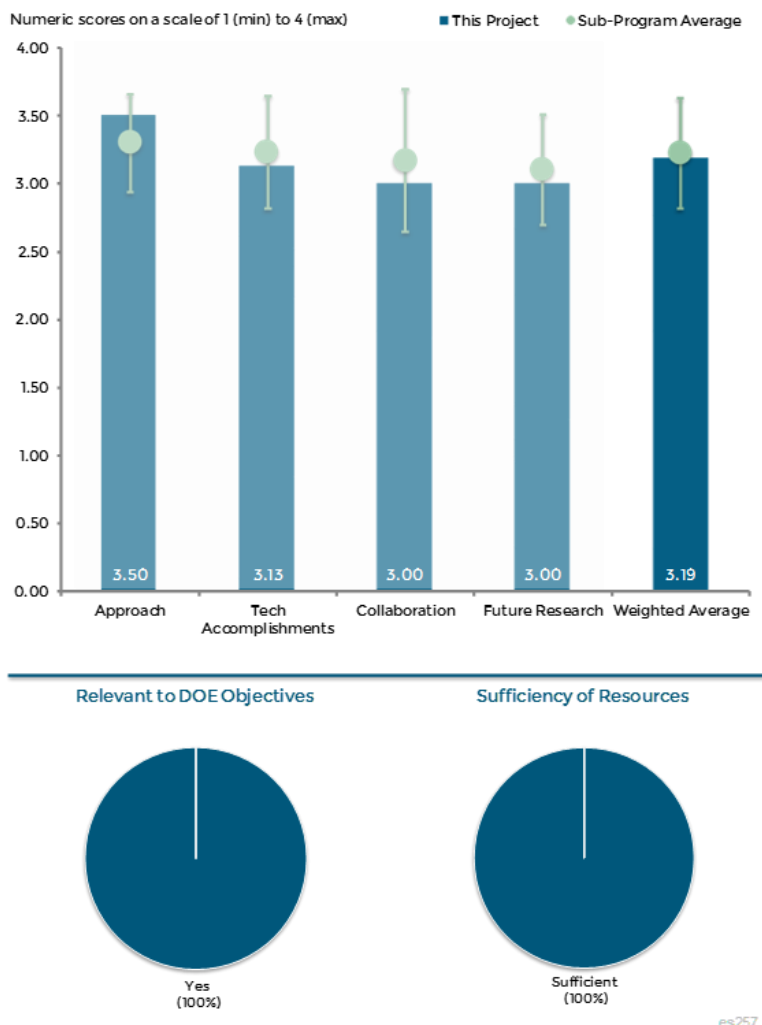 Numeric scores on a scale of 1 (min) to 4 (max)
This Project
Sub-Program Average
4.00
3.50
3.00
2.50
2.00
1.50
1.00
0.50
0.00
3.50
3.13
3.00
3.00
3.19
Approach
Tech
Accomplishments
Collaboration
Future Research
Weighted Average
Relevant to DOE Objectives
Sufficiency of Resources
Yes
(100%)
Sufficient
(100%)
es257